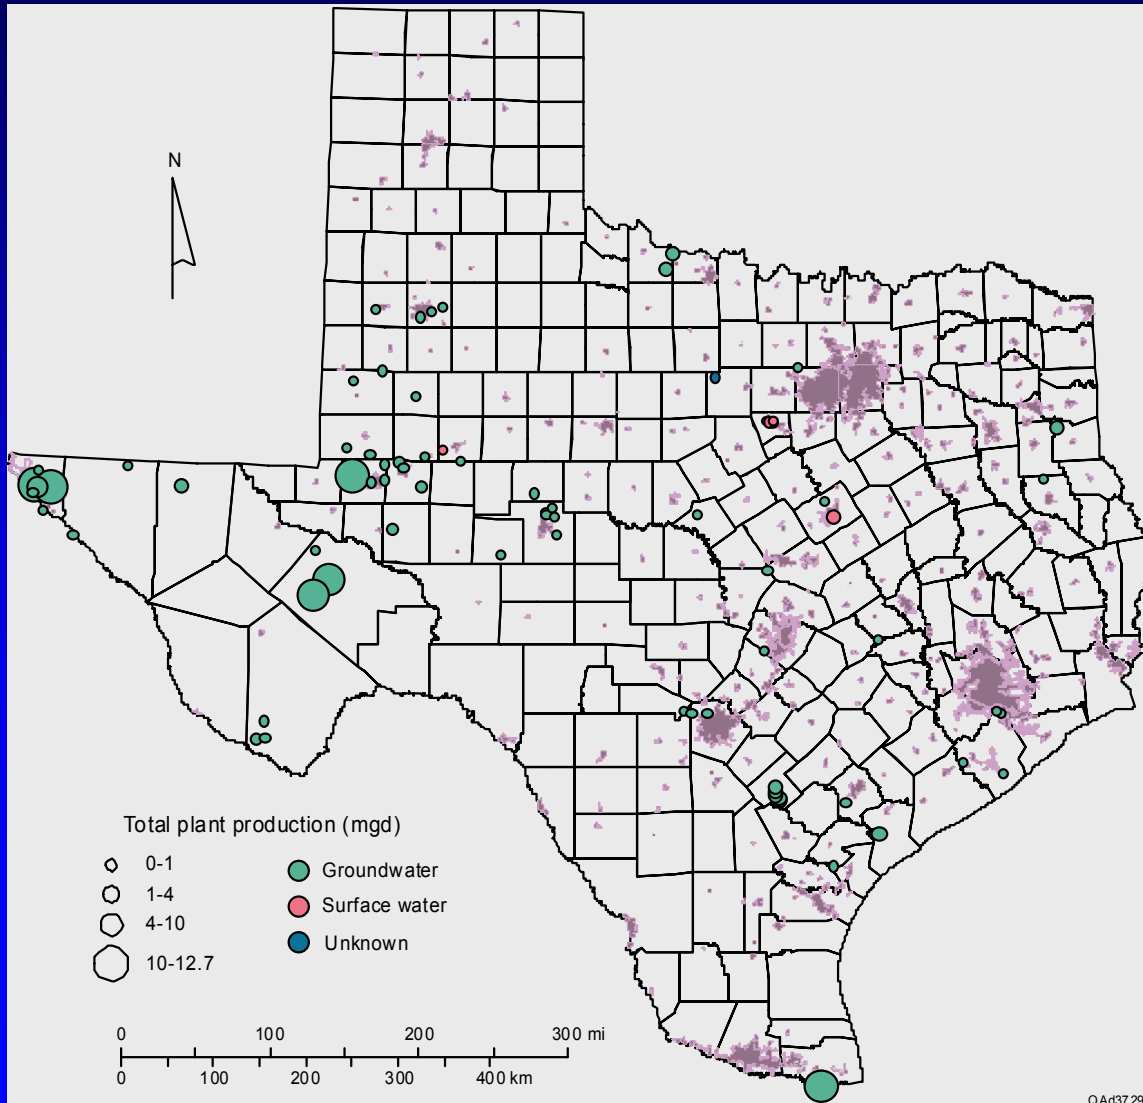 N
Total plant production (mgd)
0-1
1-4
4-10
10-12.7
Groundwater
Surface water
Unknown
0 100 200 300 mi
0 100 200 300 400 km